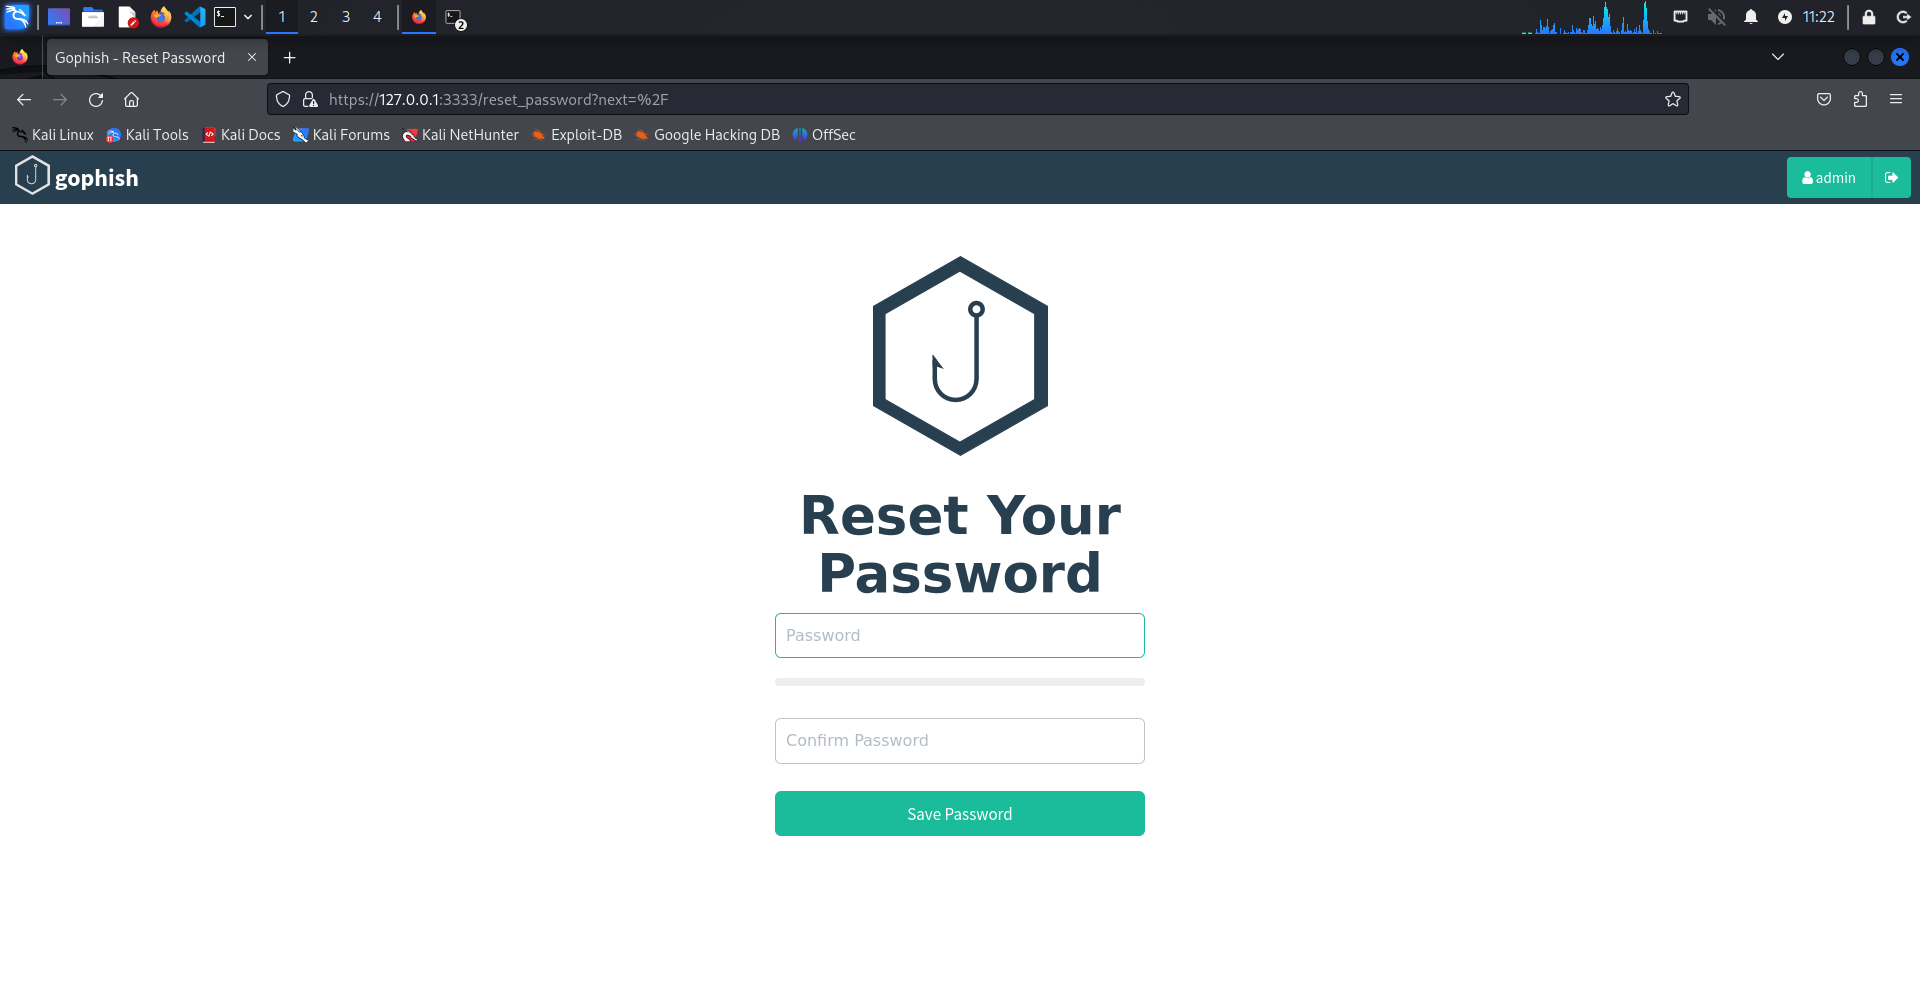 1 2 3 4 2 11:22
Gophish - Reset Password
https://127.0.0.1:3333/reset_password?next=%2F
Kali Linux Kali Tools Kali Docs Kali Forums Kali NetHunter Exploit-DB Google Hacking DB OffSec
gophish admin
Reset Your
Password
Password
Confirm Password
Save Password